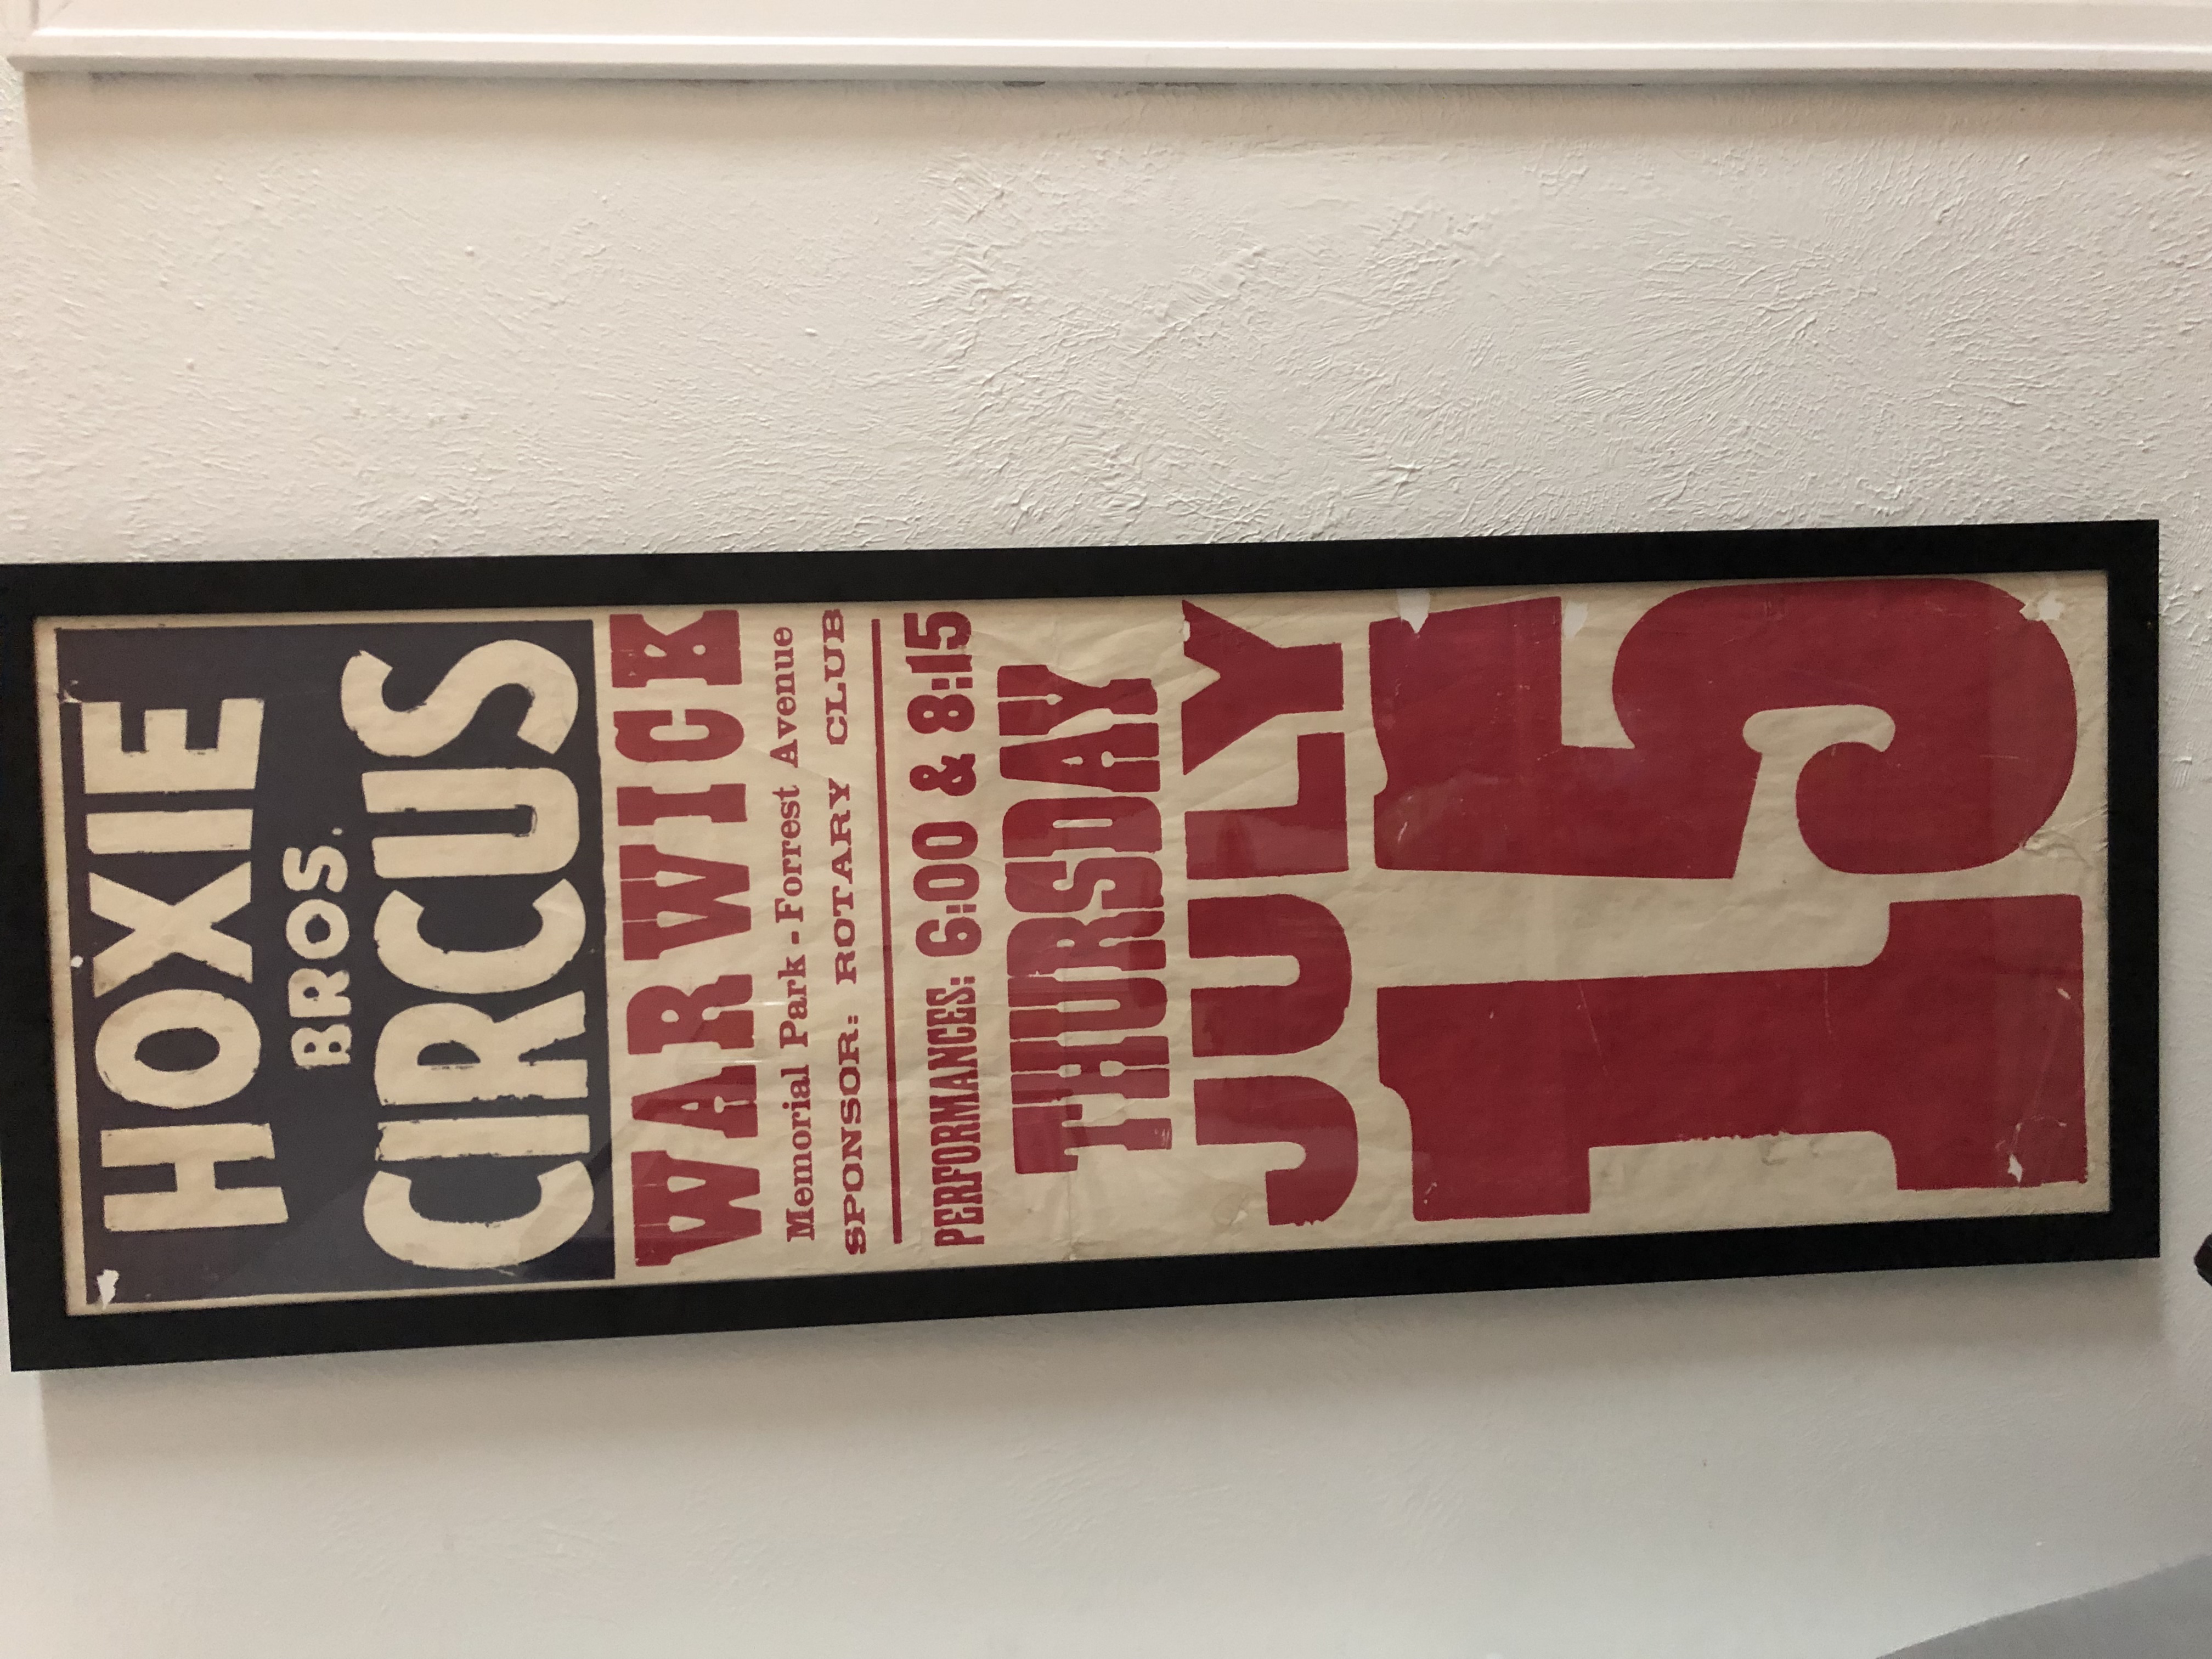 HOXIE
BROS.
CIRCUS
WARWICK
Memorial Park - Forrest Avenue
SPONSOR: ROTARY CLUB
PERFORMANCES: 6:00 & 8:15
THURSDAY
JULY
15